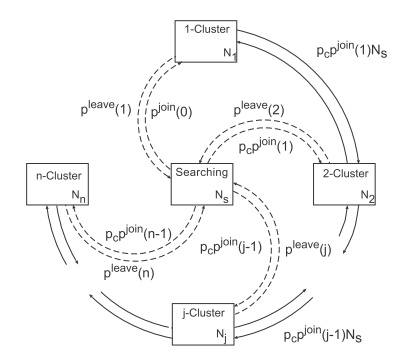 1-Cluster
N1
p_c p^join(1)N_s
p^leave(1)
p^join(0)
p^leave(2)
p_c p^join(1)
n-Cluster
N_n
Searching
N_s
2-Cluster
N_2
p_c p^join(n-1)
p^leave(n)
p_c p^join(j-1)
p^leave(j)
j-Cluster
N_j
p_c p^join(j-1)N_s